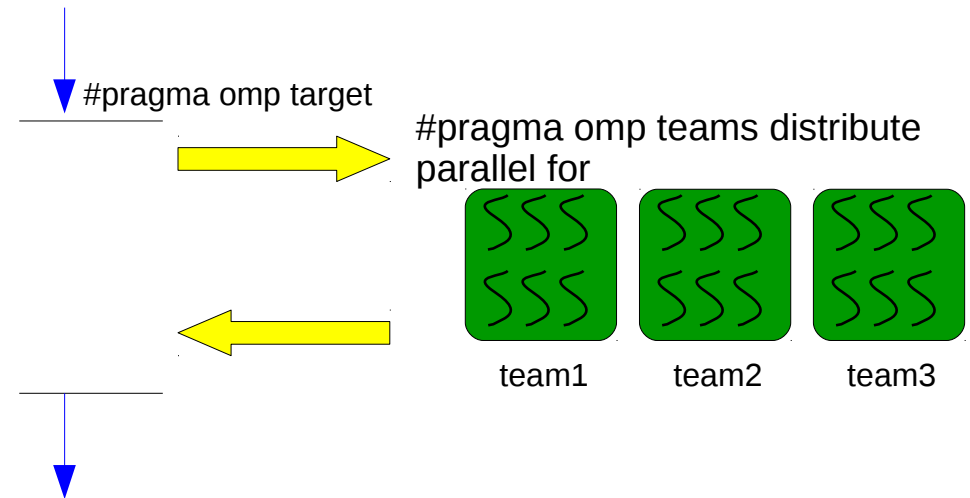 #pragma omp target
#pragma omp teams distribute
parallel for
team1
team2
team3